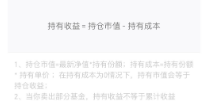 持有收益 = 持仓市值 - 持有成本
1、持仓市值=最新净值*持有份额；持有成本=持有份额
* 持有单价 ；在持有成本为0情况下，持有市值会等于
持仓收益；
2、当你卖出部分基金，持有收益不等于累计收益